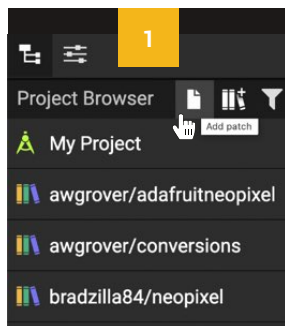 1
Project Browser
Add patch
My Project
awgrover/adafruitneopixel
awgrover/conversions
bradzilla84/neopixel